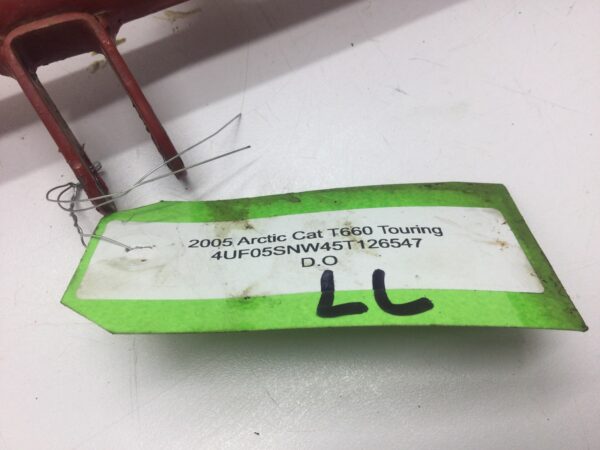 2005 Arctic Cat T660 Touring
4UF05SNW45T126547
D.O
LL